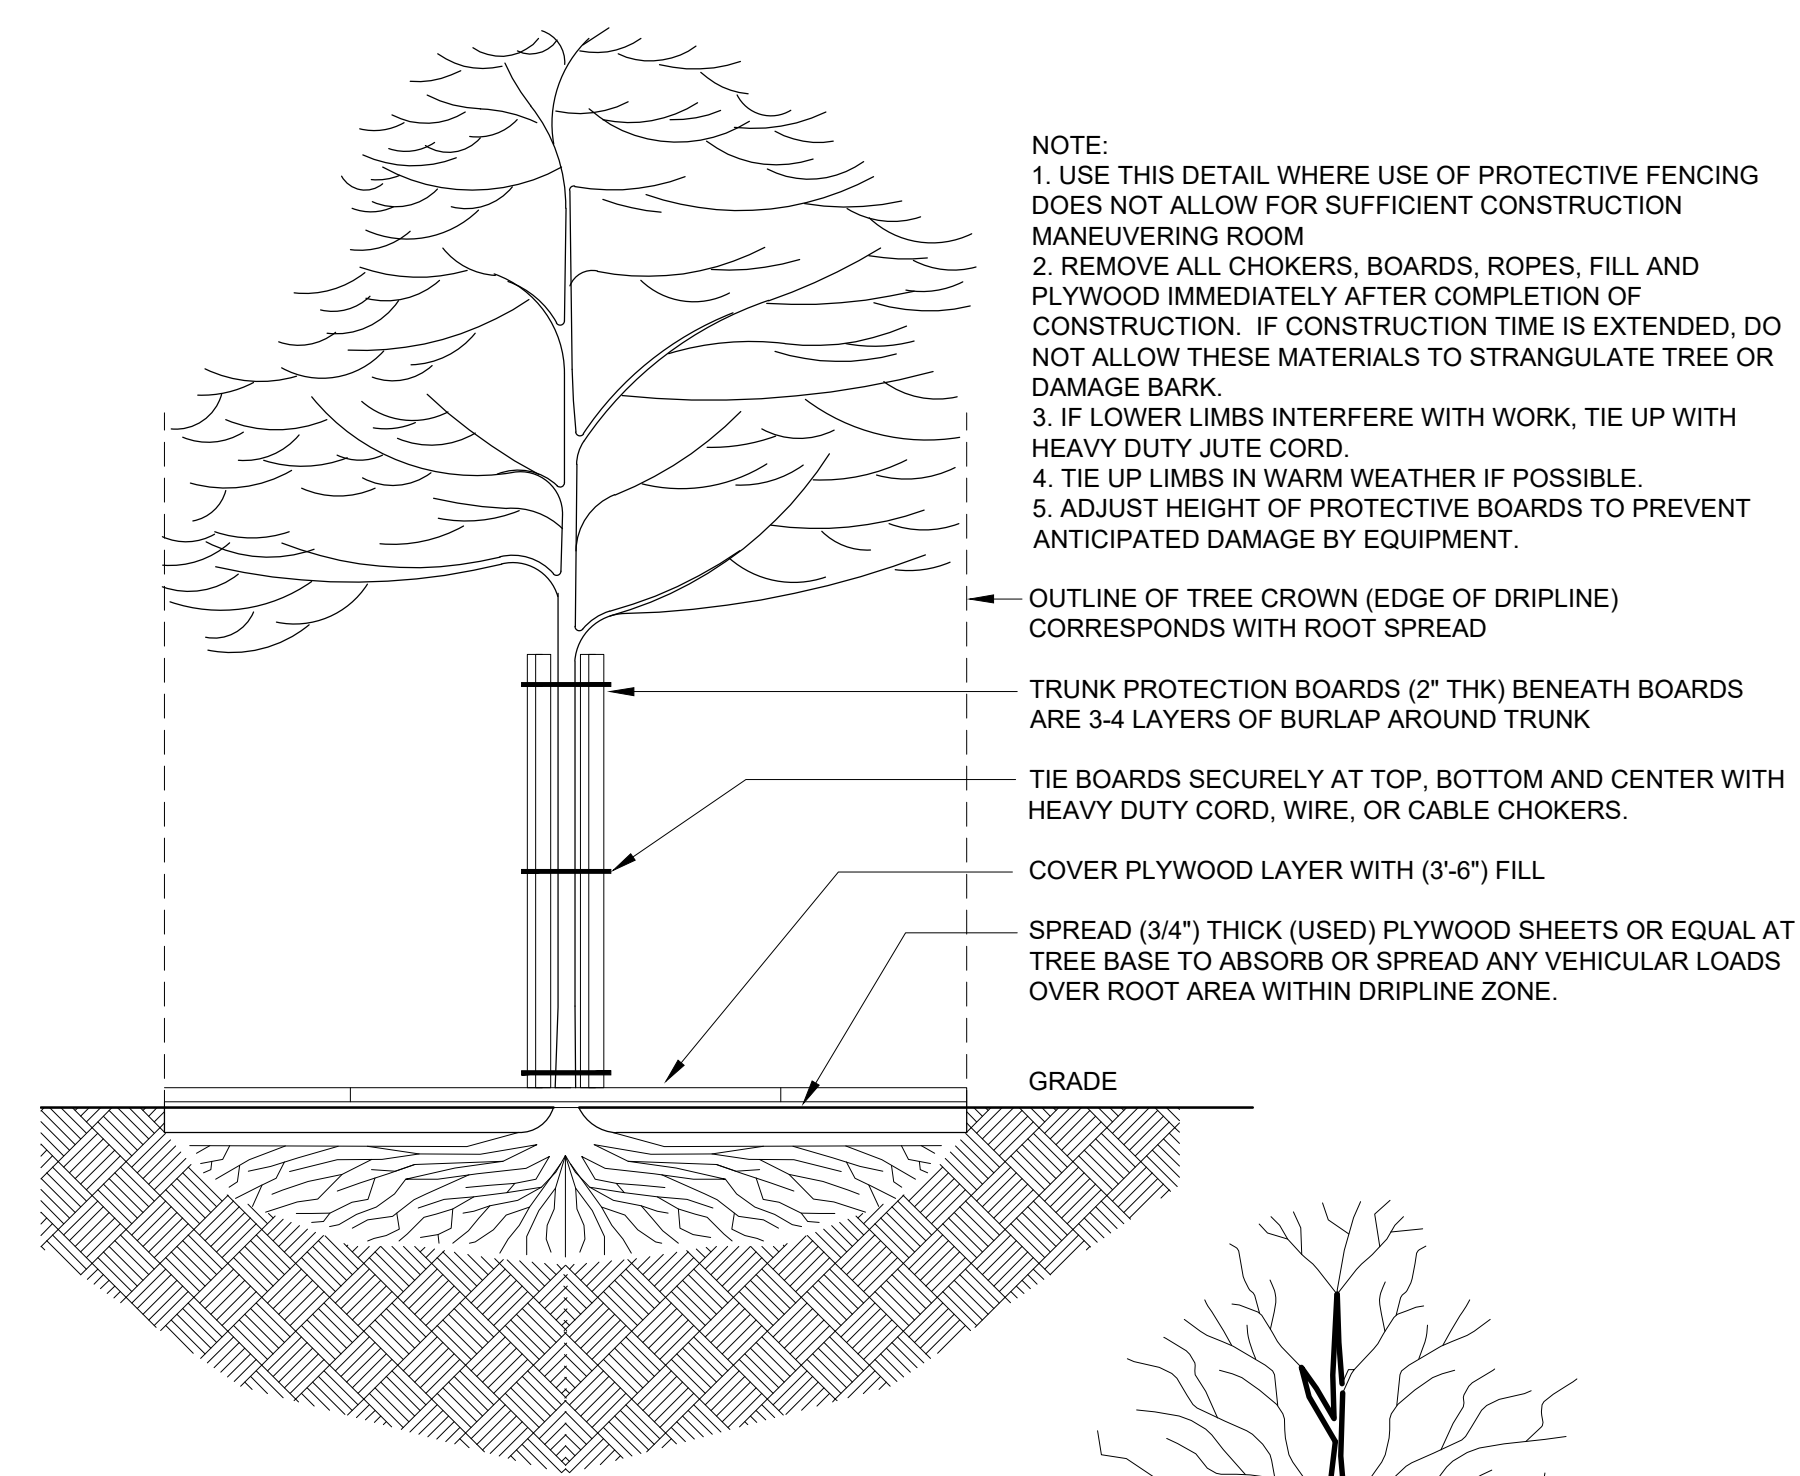 NOTE:
1. USE THIS DETAIL WHERE USE OF PROTECTIVE FENCING
DOES NOT ALLOW FOR SUFFICIENT CONSTRUCTION
MANEUVERING ROOM
2. REMOVE ALL CHOKERS, BOARDS, ROPES, FILL AND
PLYWOOD IMMEDIATELY AFTER COMPLETION OF
CONSTRUCTION.  IF CONSTRUCTION TIME IS EXTENDED, DO
NOT ALLOW THESE MATERIALS TO STRANGULATE TREE OR
DAMAGE BARK.
3. IF LOWER LIMBS INTERFERE WITH WORK, TIE UP WITH
HEAVY DUTY JUTE CORD.
4. TIE UP LIMBS IN WARM WEATHER IF POSSIBLE.
5. ADJUST HEIGHT OF PROTECTIVE BOARDS TO PREVENT
ANTICIPATED DAMAGE BY EQUIPMENT.
OUTLINE OF TREE CROWN (EDGE OF DRIPLINE)
CORRESPONDS WITH ROOT SPREAD
TRUNK PROTECTION BOARDS (2" THK) BENEATH BOARDS
ARE 3-4 LAYERS OF BURLAP AROUND TRUNK
TIE BOARDS SECURELY AT TOP, BOTTOM AND CENTER WITH
HEAVY DUTY CORD, WIRE, OR CABLE CHOKERS.
COVER PLYWOOD LAYER WITH (3'-6") FILL
SPREAD (3/4") THICK (USED) PLYWOOD SHEETS OR EQUAL AT
TREE BASE TO ABSORB OR SPREAD ANY VEHICULAR LOADS
OVER ROOT AREA WITHIN DRIPLINE ZONE.
GRADE